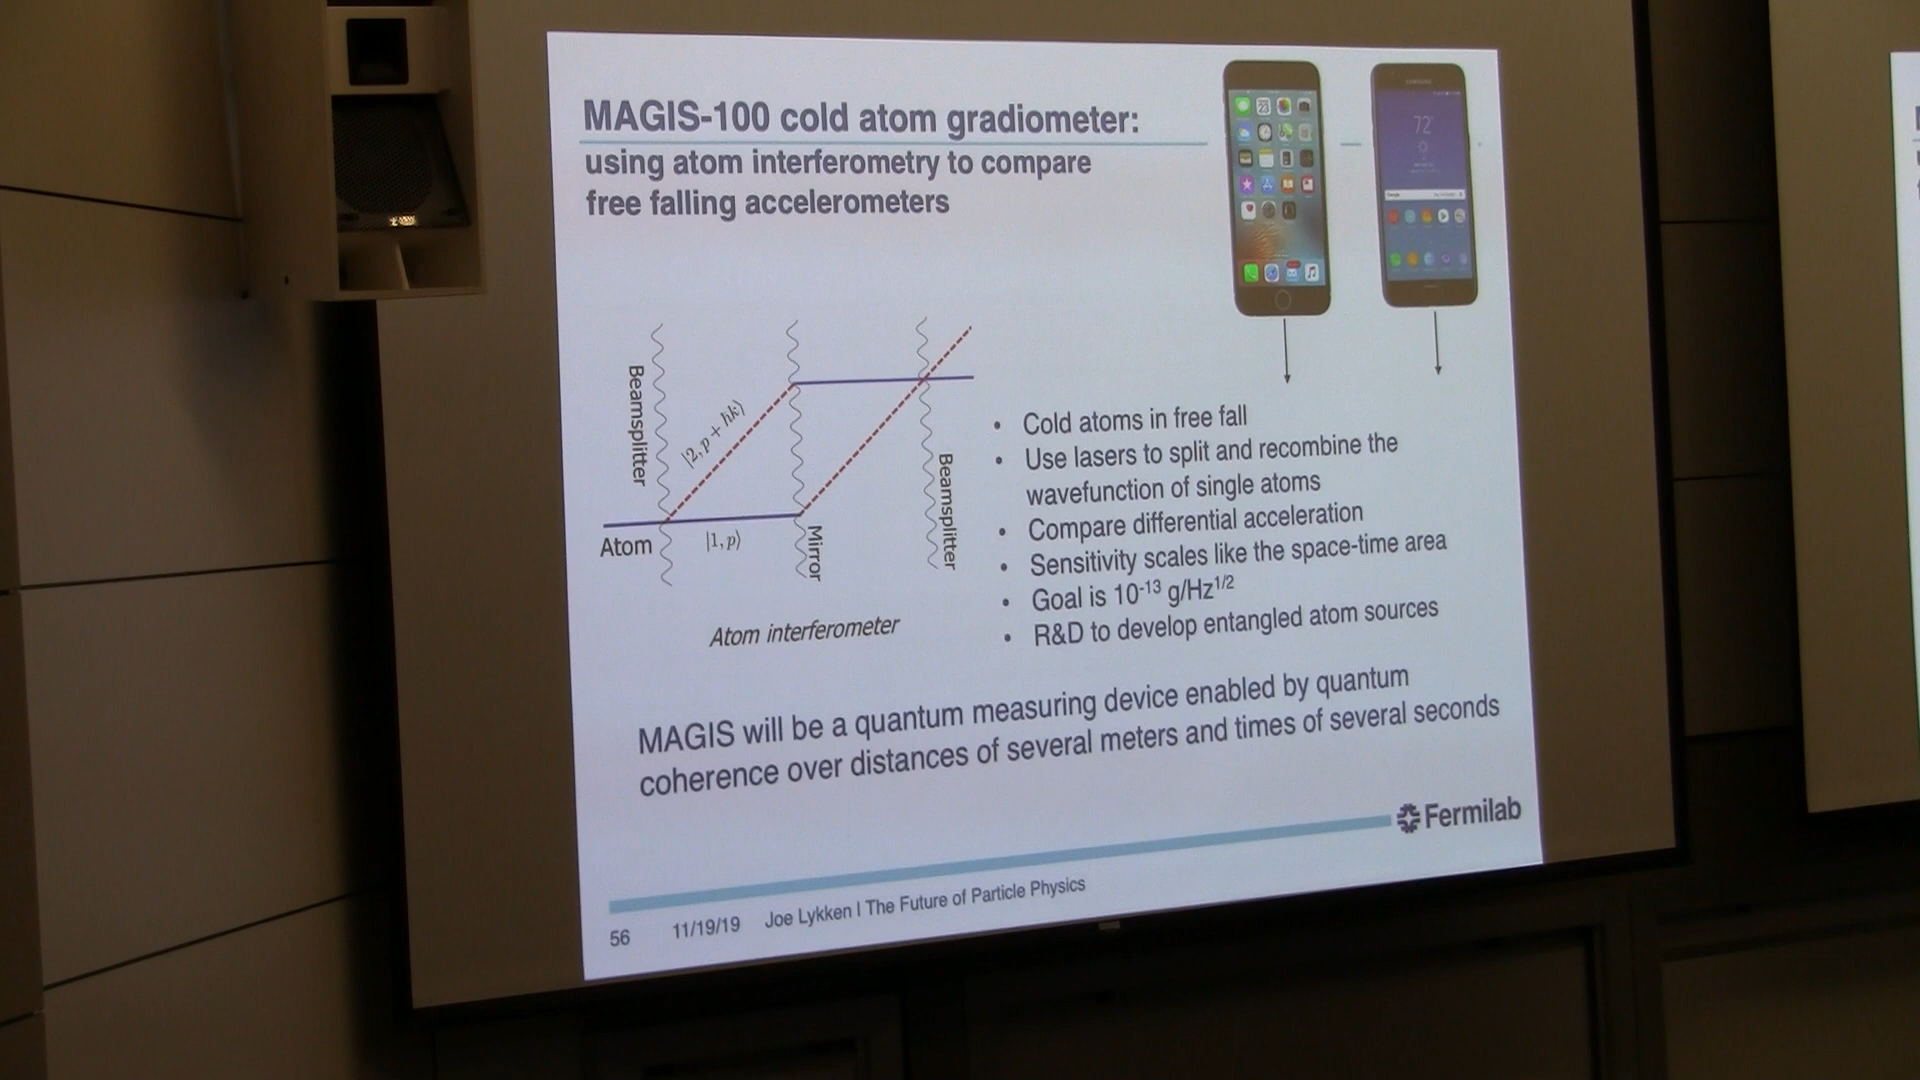 MAGIS-100 cold atom gradiometer:
using atom interferometry to compare
free falling accelerometers
SAMSUNG
23
72°
Google
Beamsplitter
|2, p + ħk⟩
Atom
|1, p⟩
Mirror
Beamsplitter
Atom interferometer
• Cold atoms in free fall
• Use lasers to split and recombine the
wavefunction of single atoms
• Compare differential acceleration
• Sensitivity scales like the space-time area
• Goal is 10⁻¹³ g/Hz¹/²
• R&D to develop entangled atom sources
MAGIS will be a quantum measuring device enabled by quantum
coherence over distances of several meters and times of several seconds
Fermilab
56 11/19/19 Joe Lykken | The Future of Particle Physics